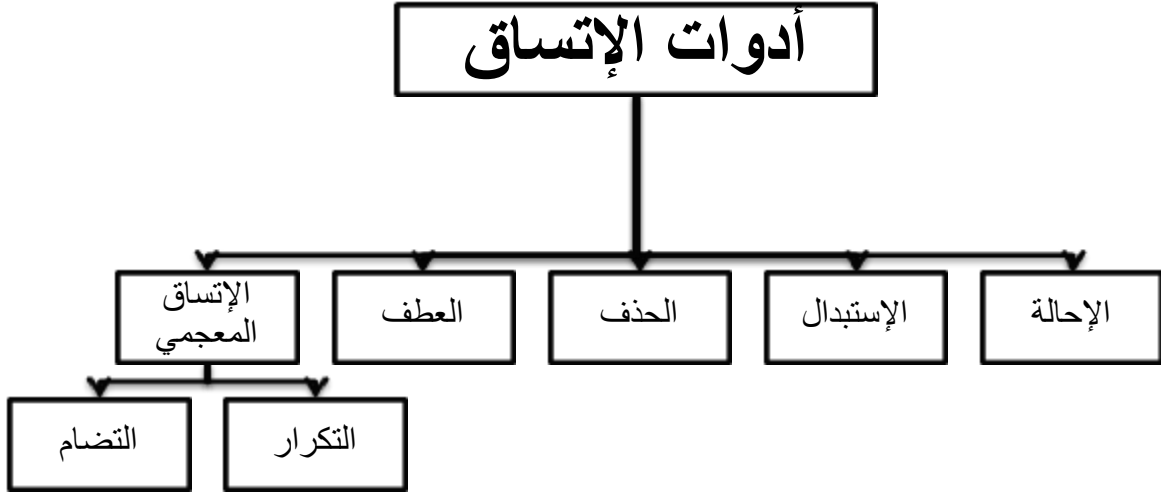 أدوات الإتساق
الإحالة
الإستبدال
الحذف
العطف
الإتساق
المعجمي
التكرار
التضام